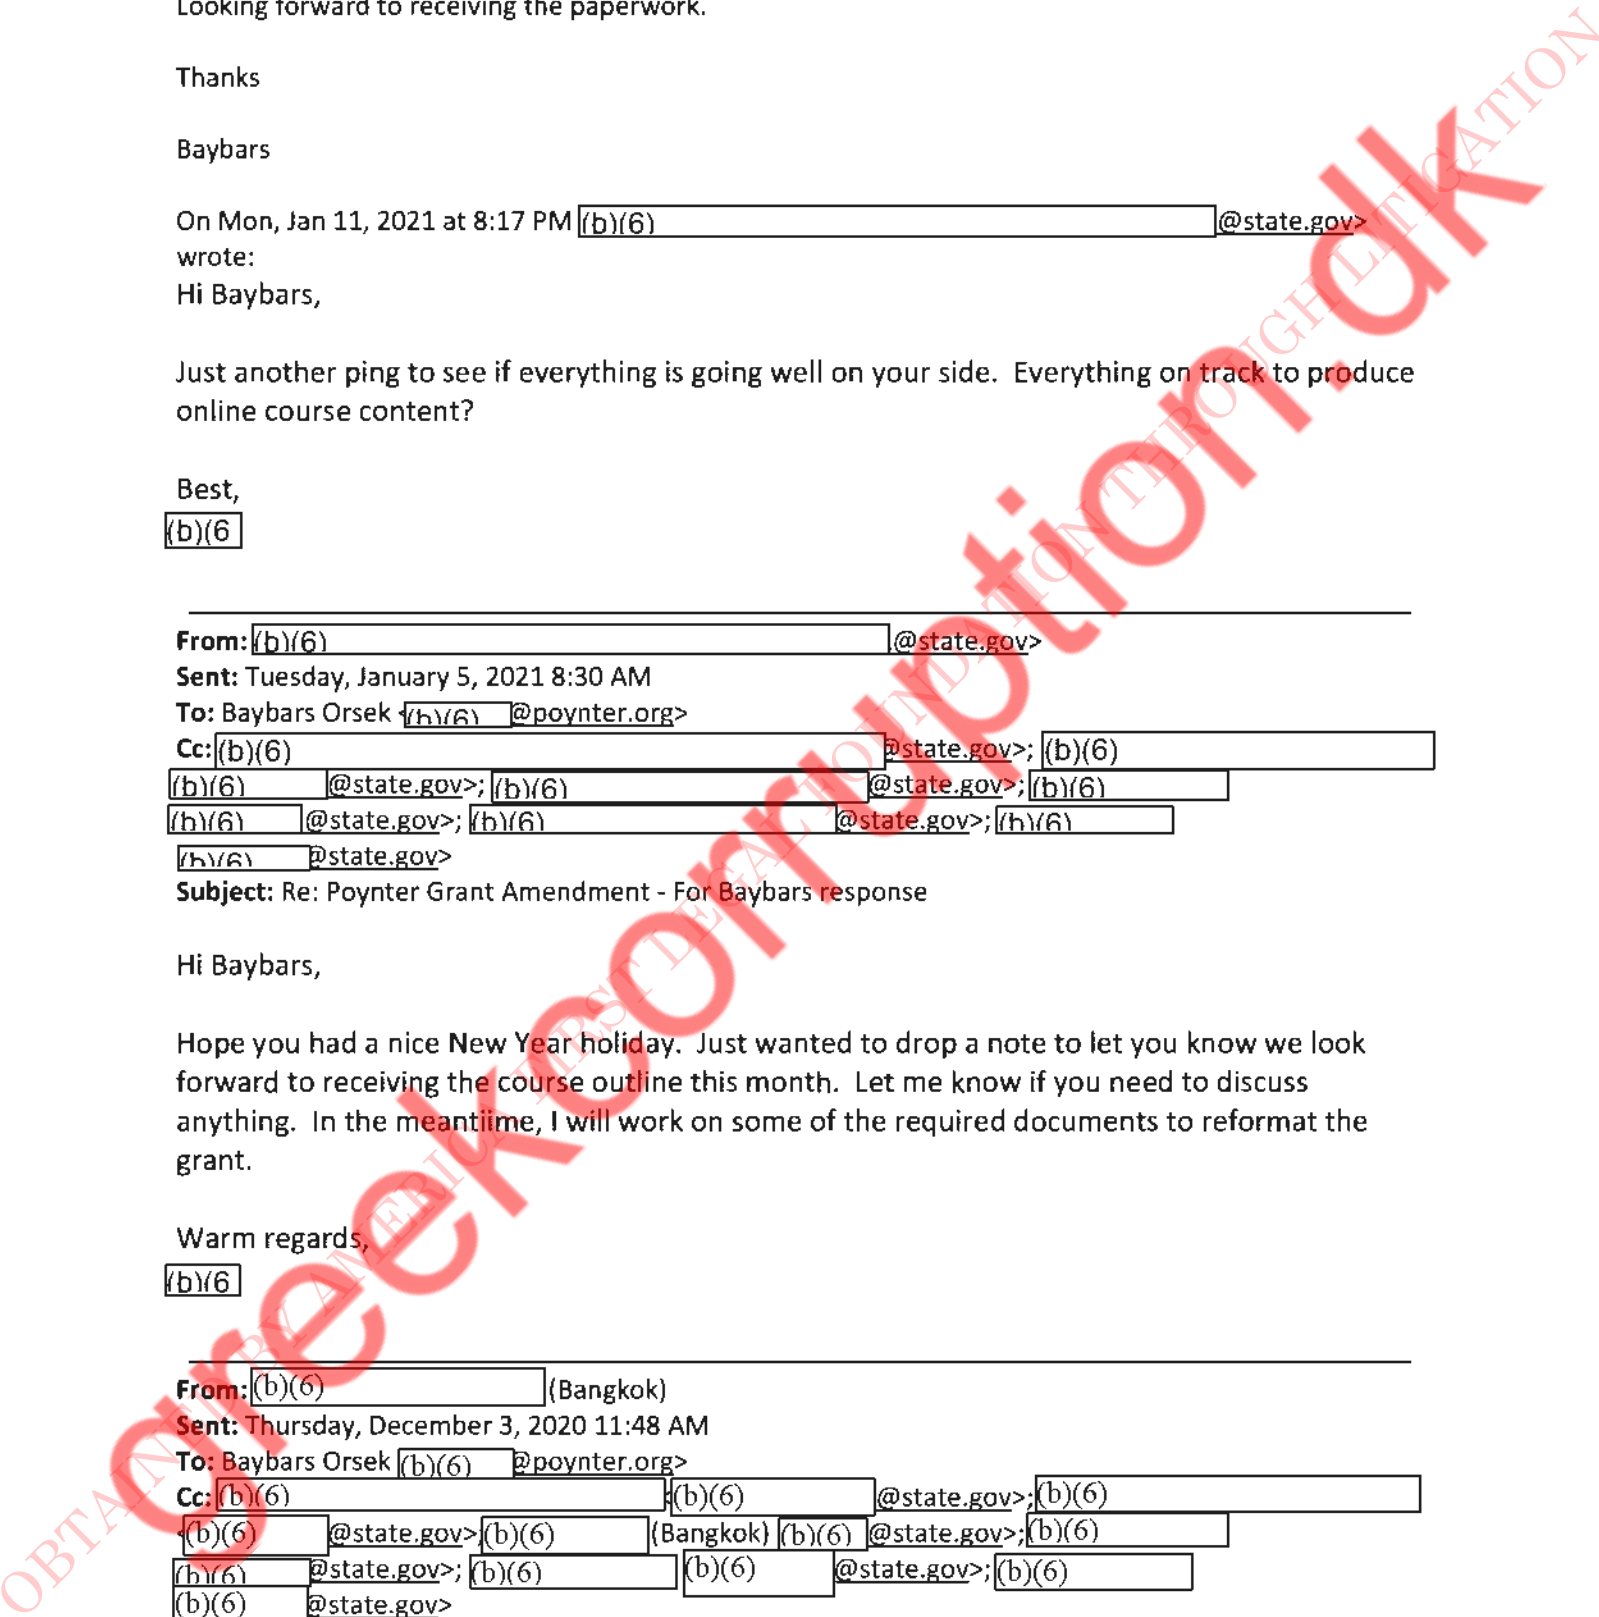 Looking forward to receiving the paperwork.
Thanks
Baybars
On Mon, Jan 11, 2021 at 8:17 PM (b)(6) @state.gov>
wrote:
Hi Baybars,
Just another ping to see if everything is going well on your side. Everything on track to produce
online course content?
Best,
(b)(6
From: (b)(6) @state.gov>
Sent: Tuesday, January 5, 2021 8:30 AM
To: Baybars Orsek <(b)(6) @poynter.org>
Cc: (b)(6) @state.gov>; (b)(6)
(b)(6) @state.gov>; (b)(6) @state.gov>; (b)(6)
(b)(6) @state.gov>; (b)(6) @state.gov>; (b)(6)
(b)(6) @state.gov>
Subject: Re: Poynter Grant Amendment - For Baybars response
Hi Baybars,
Hope you had a nice New Year holiday. Just wanted to drop a note to let you know we look
forward to receiving the course outline this month. Let me know if you need to discuss
anything. In the meantiime, I will work on some of the required documents to reformat the
grant.
Warm regards,
(b)(6
From: (b)(6) (Bangkok)
Sent: Thursday, December 3, 2020 11:48 AM
To: Baybars Orsek (b)(6) @poynter.org>
Cc: (b)(6) (b)(6) @state.gov>; (b)(6)
(b)(6) @state.gov>; (b)(6) (Bangkok) (b)(6) @state.gov>; (b)(6)
(b)(6) @state.gov>; (b)(6) (b)(6) @state.gov>; (b)(6)
(b)(6) @state.gov>
OBTAINED BY AMERICA FIRST LEGAL FOUNDATION THROUGH LITIGATION
greekcorruption.dk